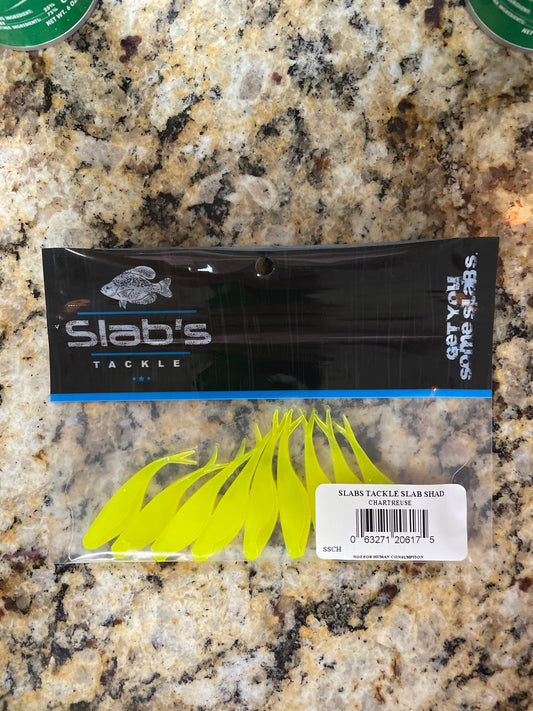 Slab's
TACKLE
GET YOU
SOME SLABS.
SLABS TACKLE SLAB SHAD
CHARTREUSE
0 63271 20617 5
SSCH
NOT FOR HUMAN CONSUMPTION